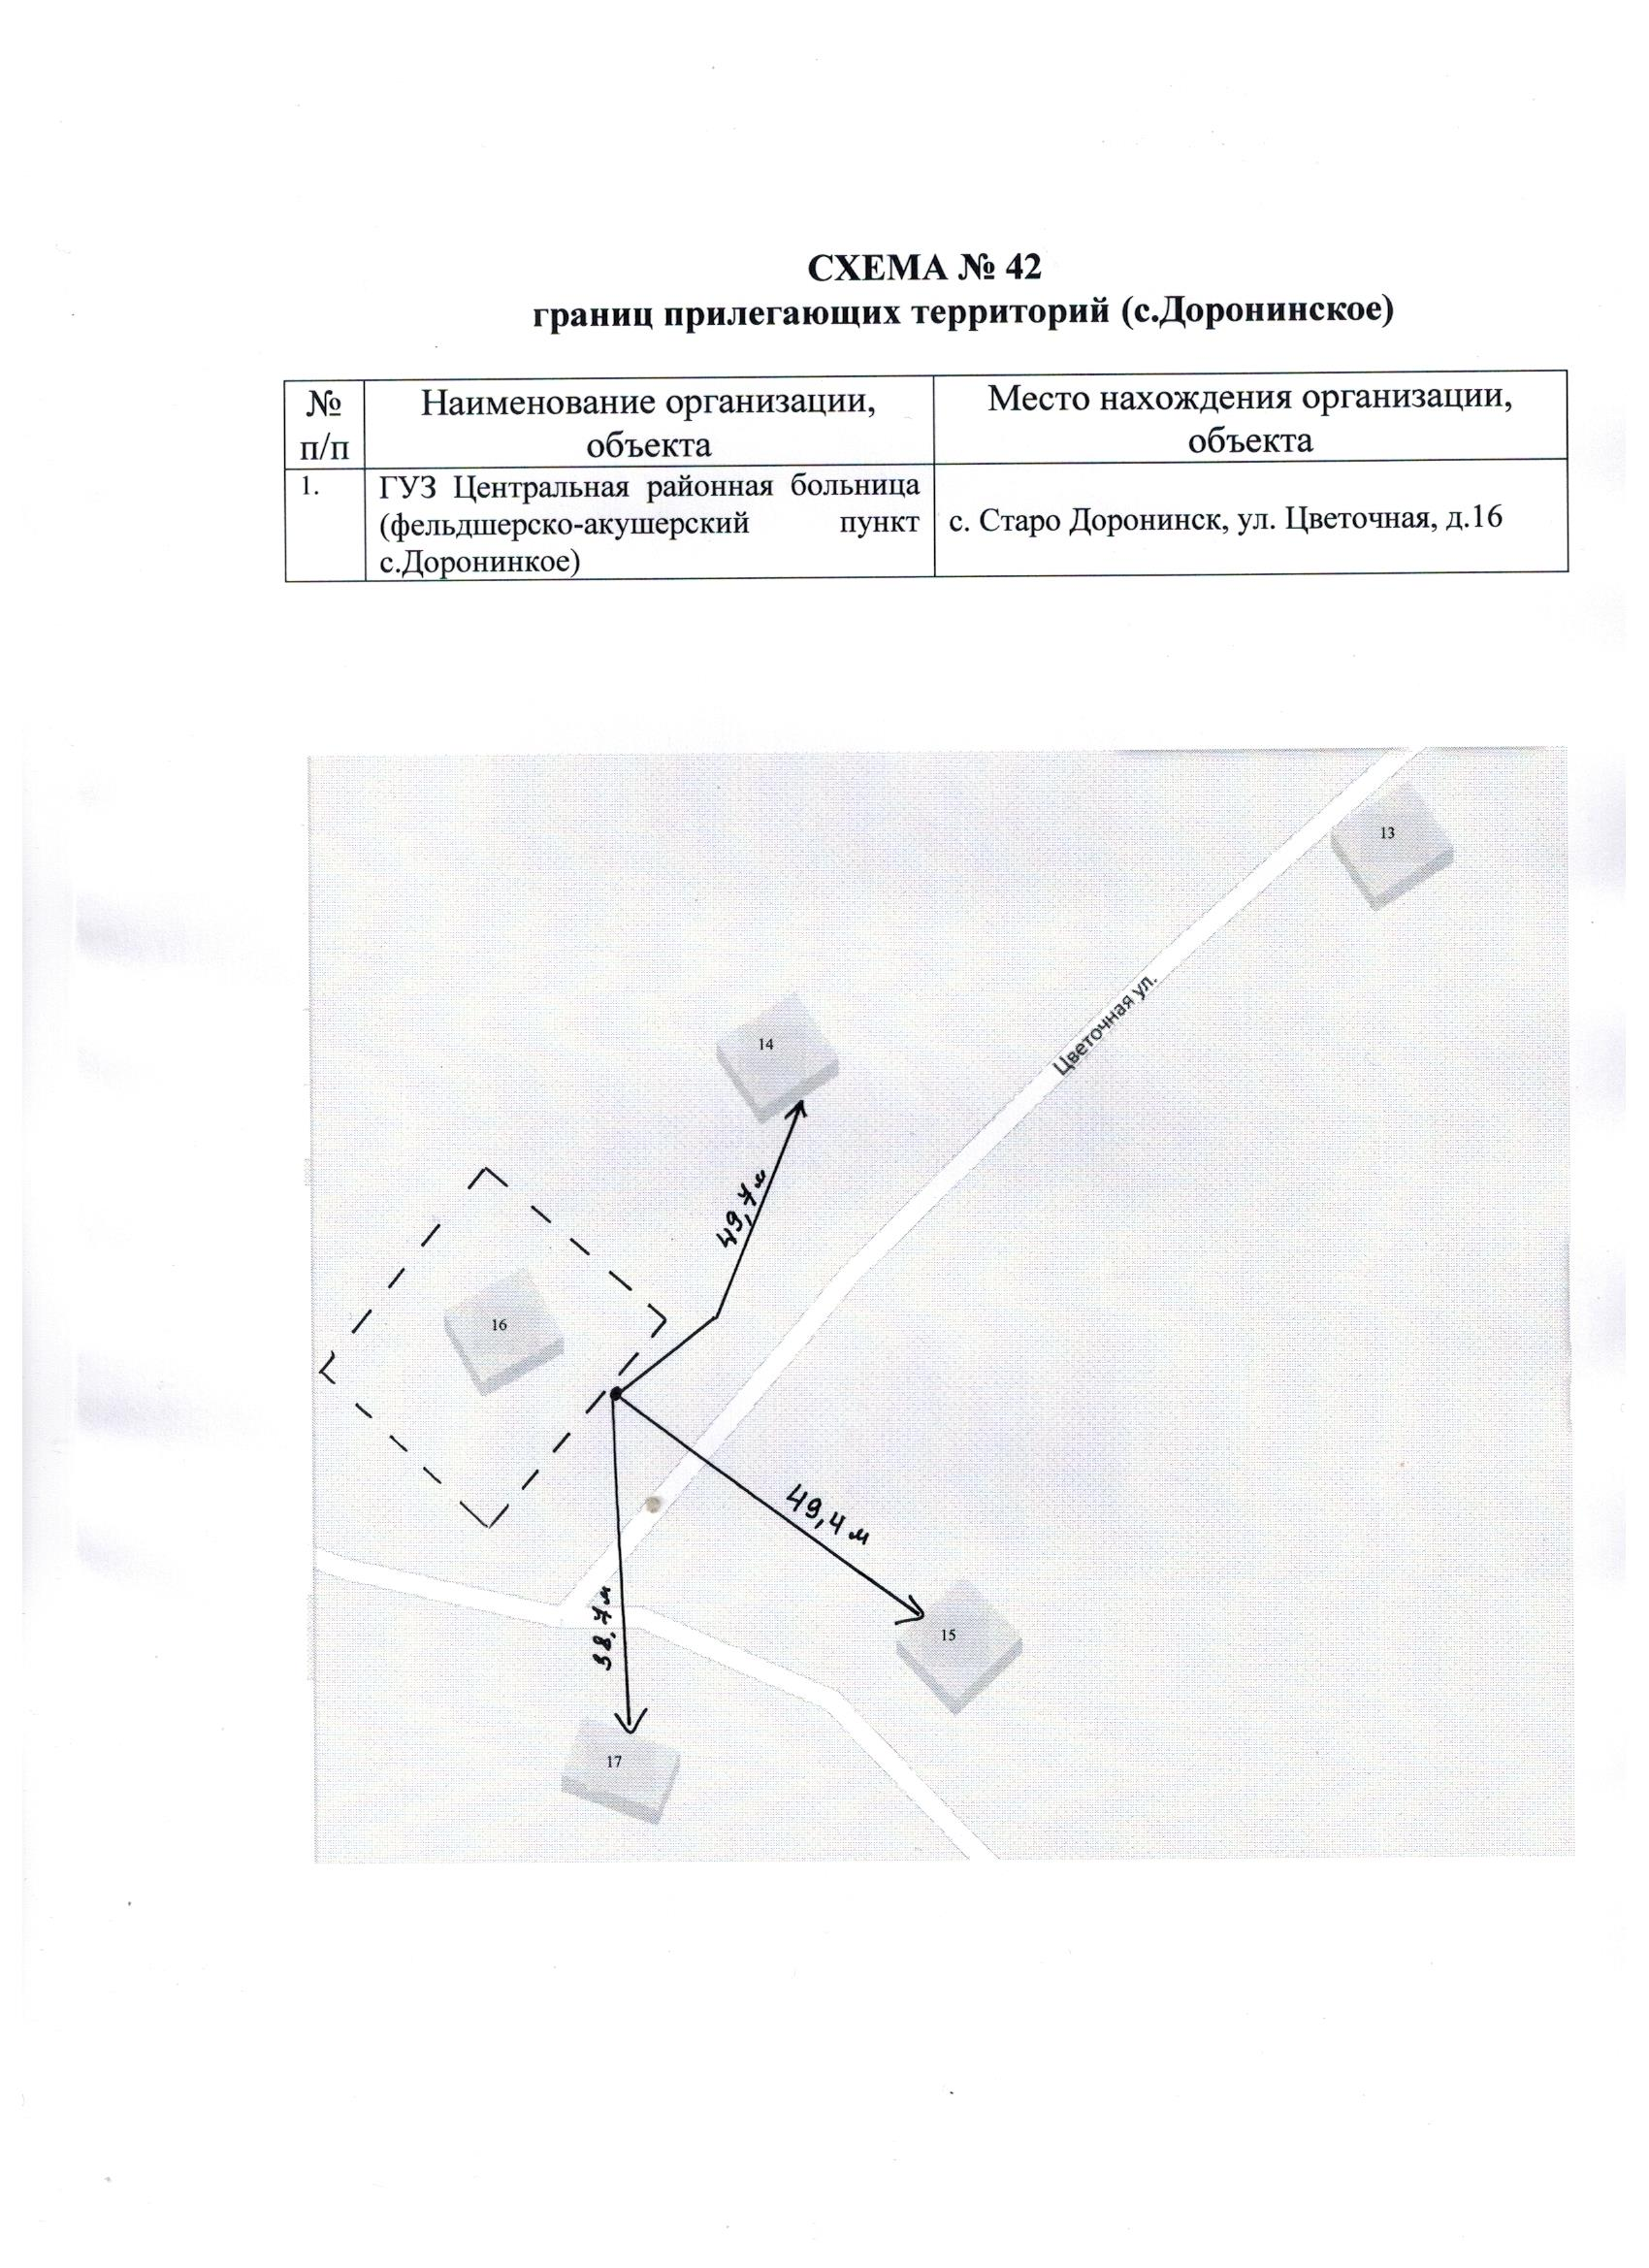 СХЕМА № 42
границ прилегающих территорий (с.Доронинское)
№
п/п
Наименование организации,
объекта
Место нахождения организации,
объекта
1.
ГУЗ Центральная районная больница
(фельдшерско-акушерский пункт
с.Доронинкое)
с. Старо Доронинск, ул. Цветочная, д.16
13
Цветочная ул.
14
49,7м
16
49,4 м
38,7м
15
17